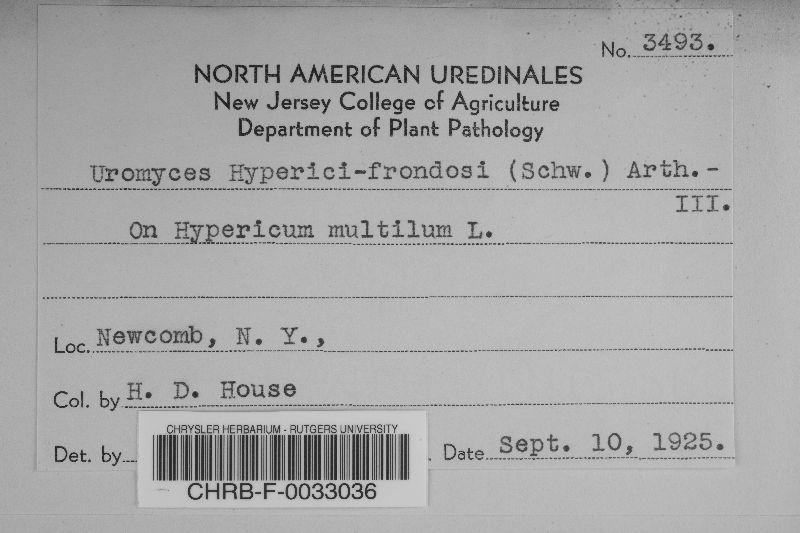 No. 3493.
NORTH AMERICAN UREDINALES
New Jersey College of Agriculture
Department of Plant Pathology
Uromyces Hyperici-frondosi (Schw.) Arth.-
III.
On Hypericum multilum L.
Loc. Newcomb, N. Y.,
Col. by H. D. House
Det. by Date Sept. 10, 1925.
CHRYSLER HERBARIUM - RUTGERS UNIVERSITY
CHRB-F-0033036